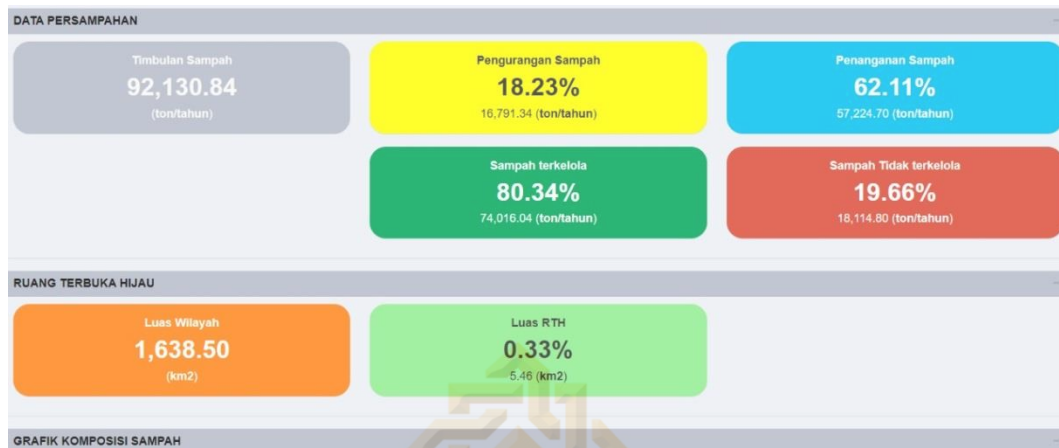 DATA PERSAMPAHAN
Timbulan Sampah
92,130.84
(ton/tahun)
Pengurangan Sampah
18.23%
16,791.34 (ton/tahun)
Penanganan Sampah
62.11%
57,224.70 (ton/tahun)
Sampah terkelola
80.34%
74,016.04 (ton/tahun)
Sampah Tidak terkelola
19.66%
18,114.80 (ton/tahun)
RUANG TERBUKA HIJAU
Luas Wilayah
1,638.50
(km2)
Luas RTH
0.33%
5.46 (km2)
GRAFIK KOMPOSISI SAMPAH